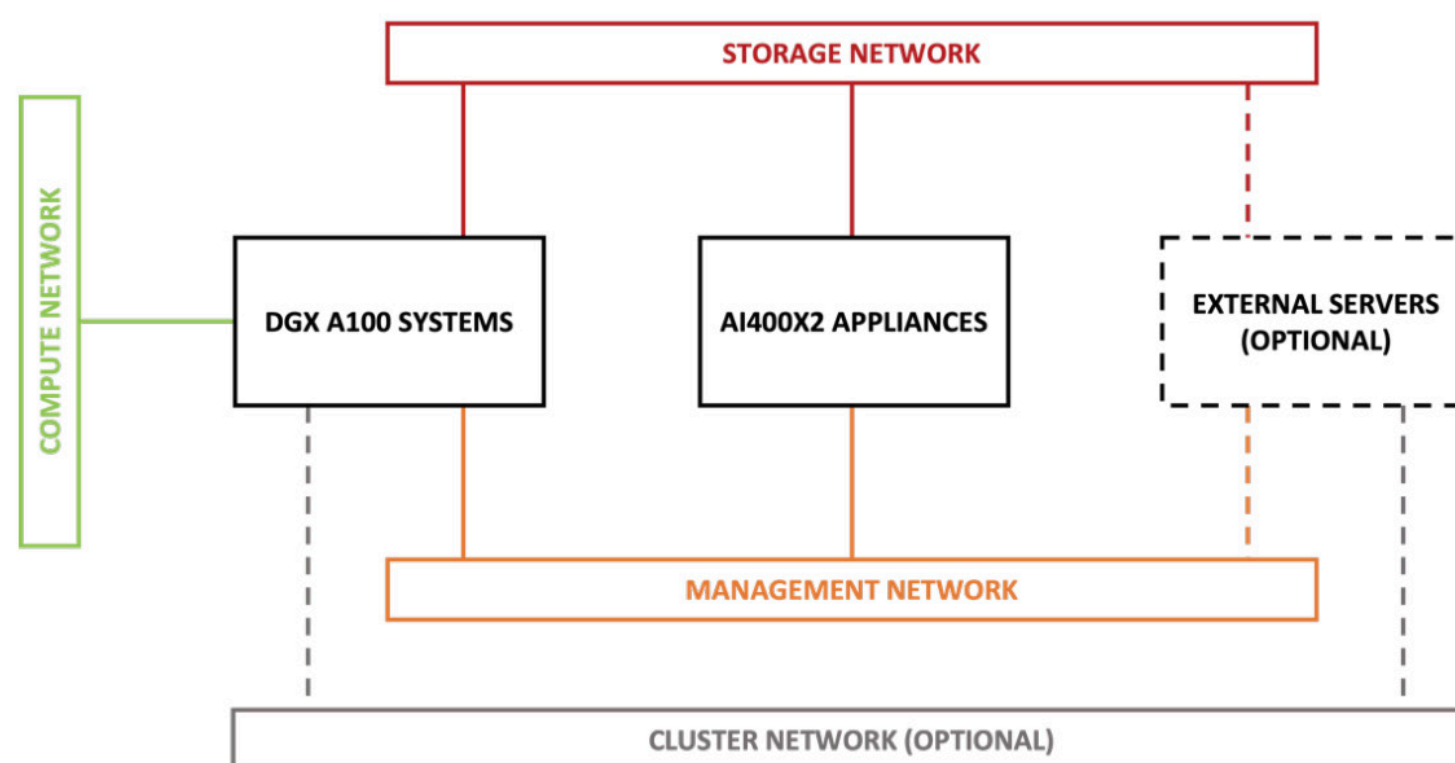 STORAGE NETWORK
COMPUTE NETWORK
DGX A100 SYSTEMS
AI400X2 APPLIANCES
EXTERNAL SERVERS
(OPTIONAL)
MANAGEMENT NETWORK
CLUSTER NETWORK (OPTIONAL)